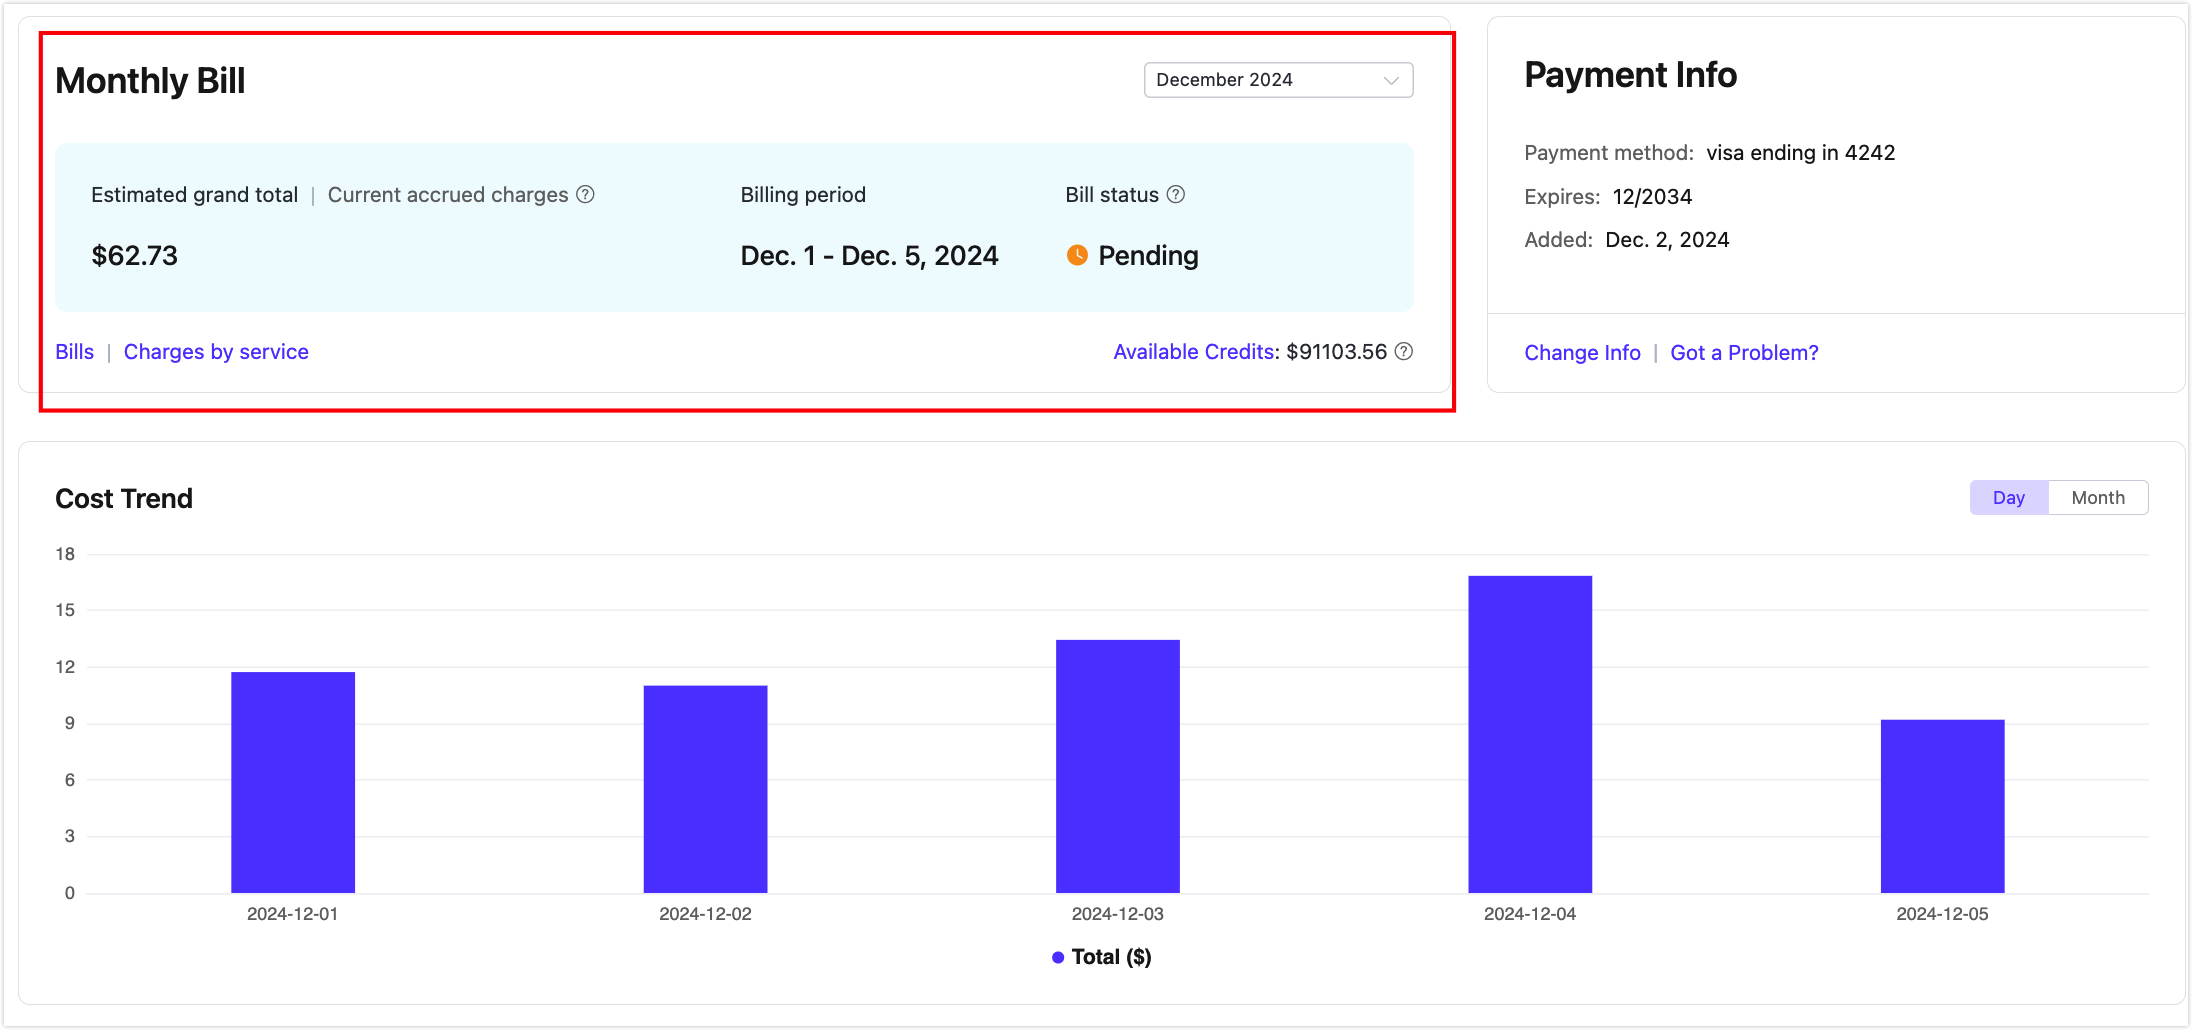 Monthly Bill
December 2024
Estimated grand total | Current accrued charges ?
$62.73
Billing period
Dec. 1 - Dec. 5, 2024
Bill status ?
Pending
Bills | Charges by service
Available Credits: $91103.56 ?
Payment Info
Payment method: visa ending in 4242
Expires: 12/2034
Added: Dec. 2, 2024
Change Info | Got a Problem?
Cost Trend
Day Month
18
15
12
9
6
3
0
2024-12-01 2024-12-02 2024-12-03 2024-12-04 2024-12-05
Total ($)